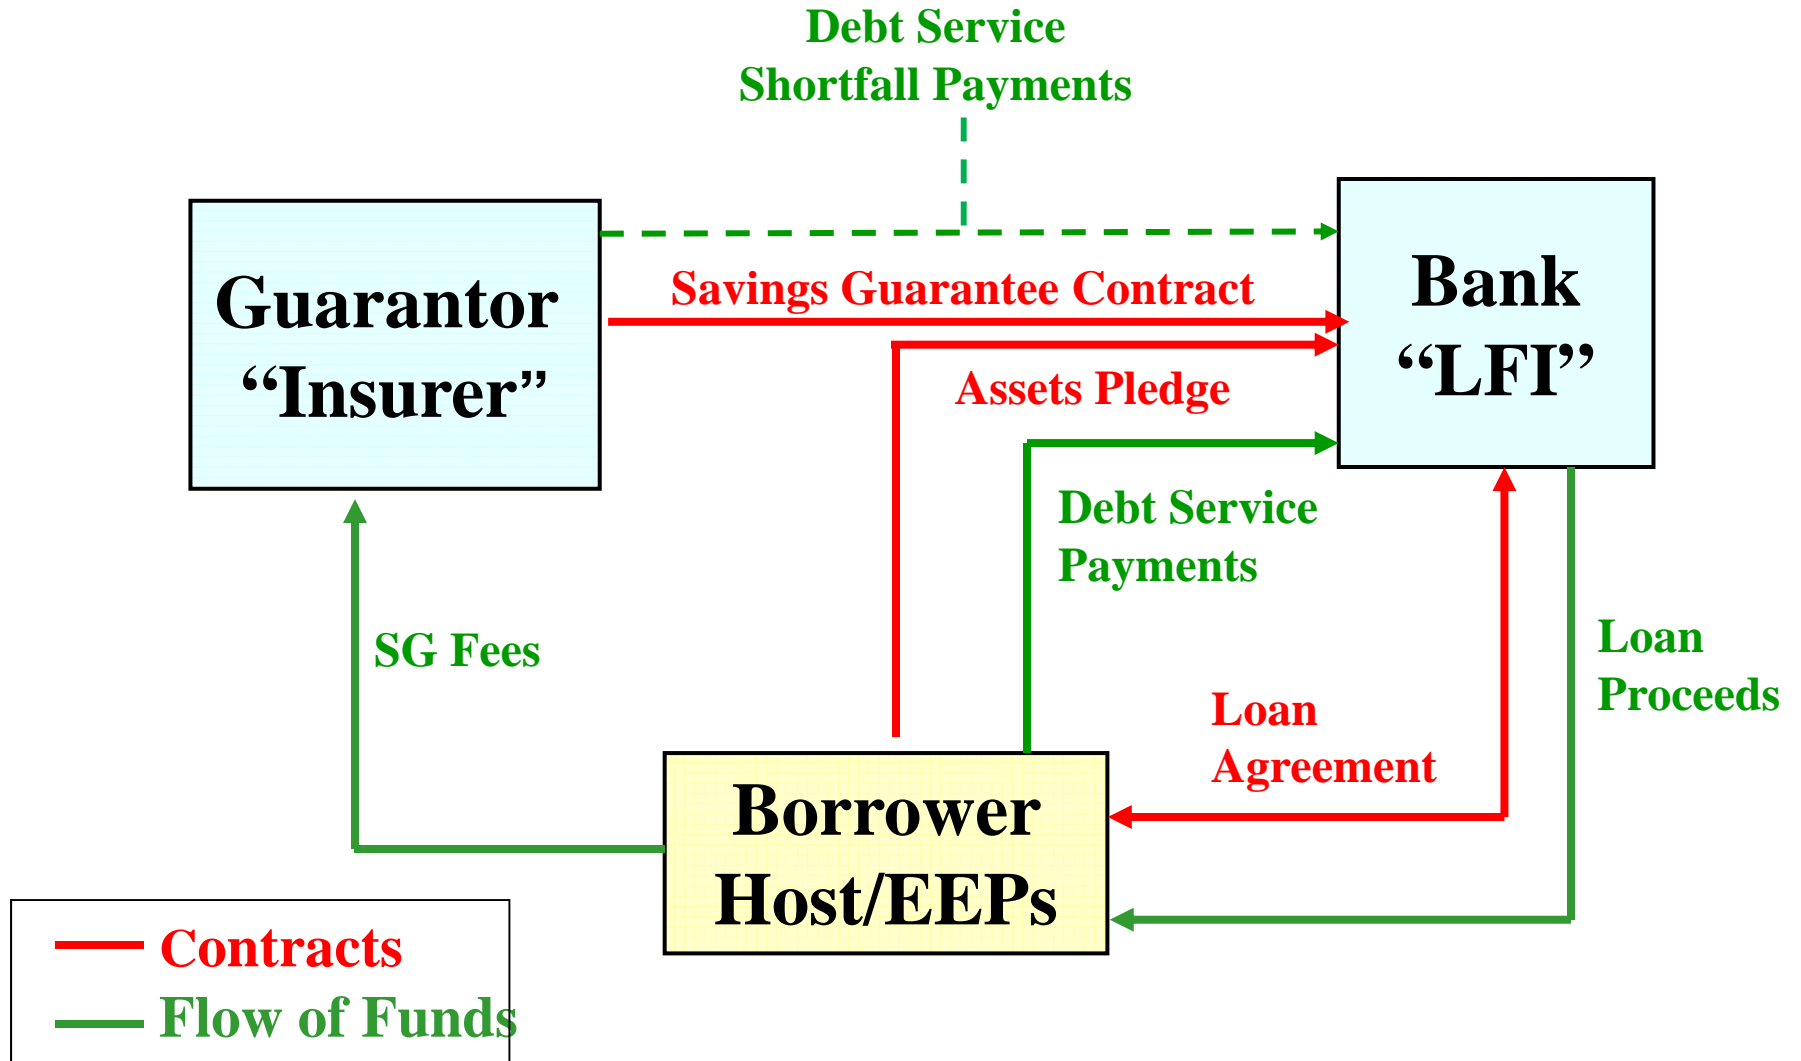 Debt Service
Shortfall Payments
Guarantor
“Insurer”
Savings Guarantee Contract
Bank
“LFI”
Assets Pledge
Debt Service
Payments
SG Fees
Loan
Proceeds
Loan
Agreement
Borrower
Host/EEPs
Contracts
Flow of Funds